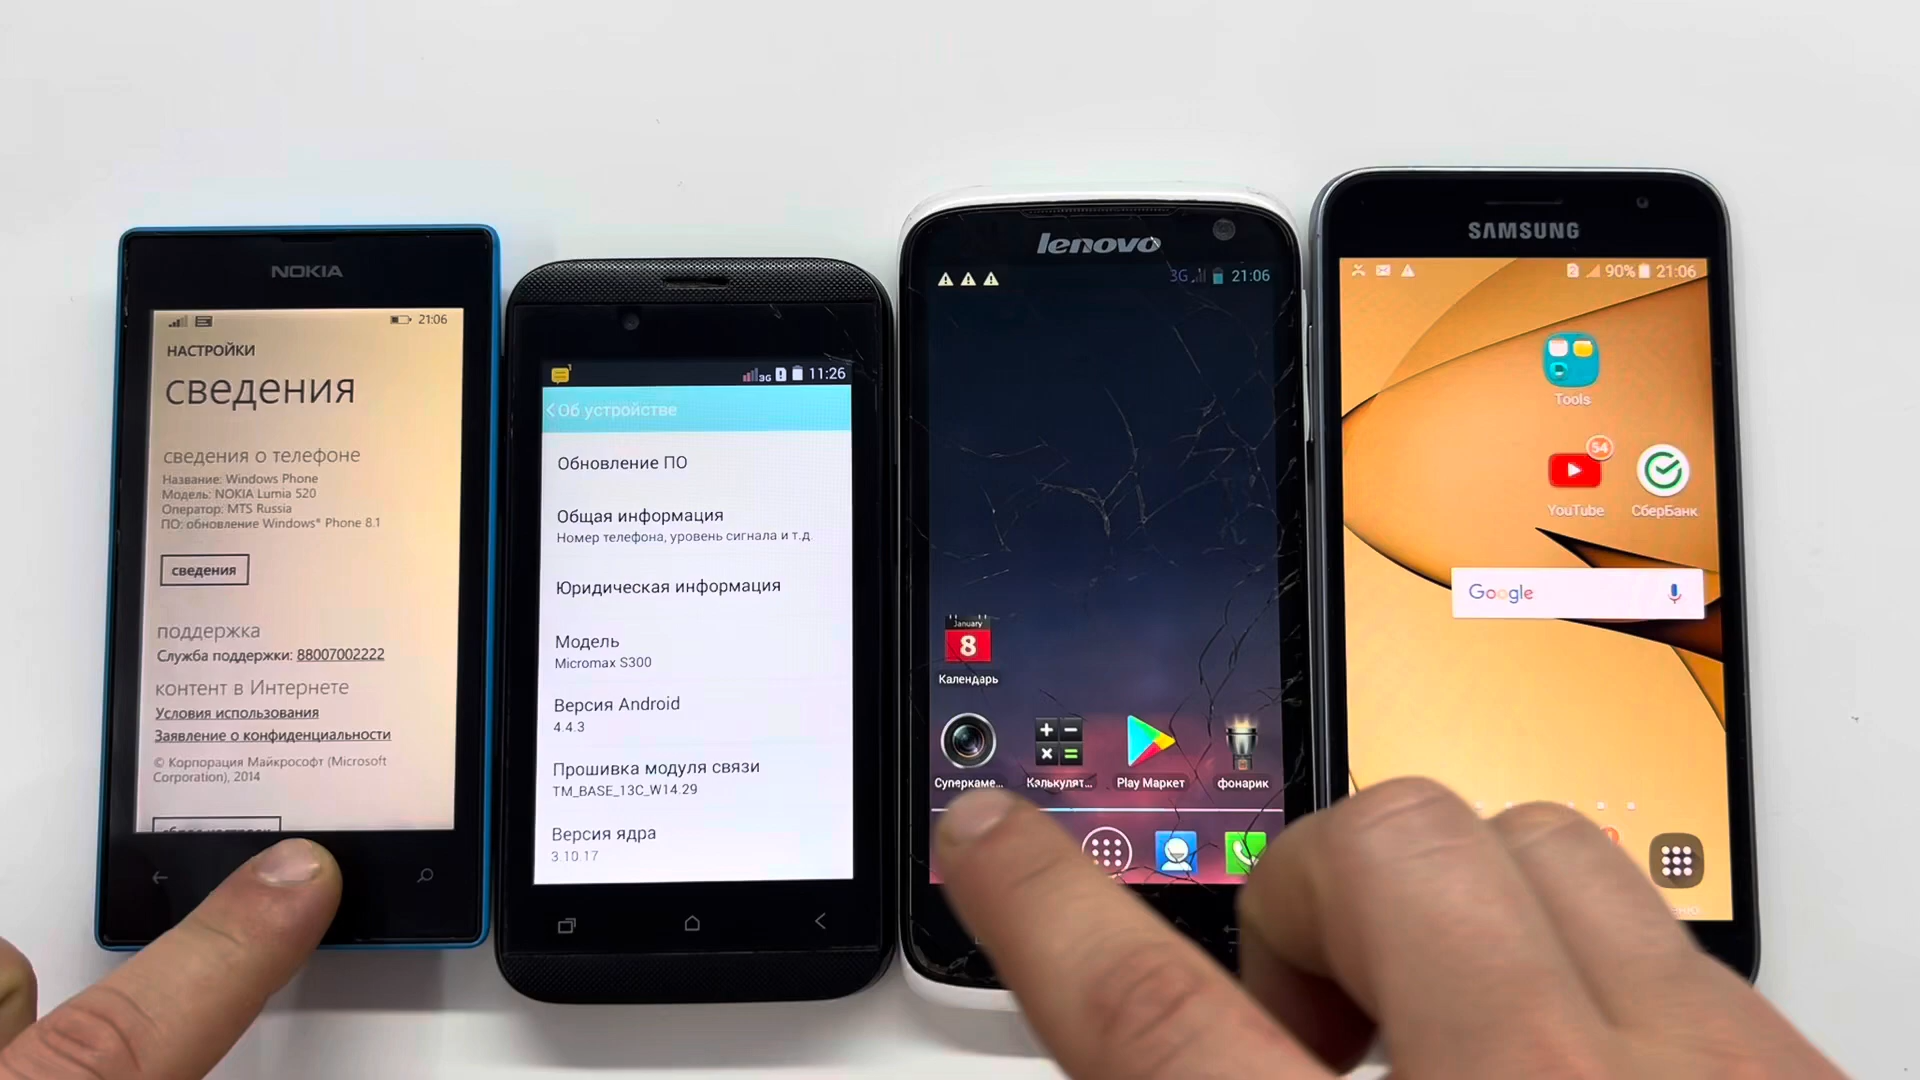 NOKIA
21:06
НАСТРОЙКИ
сведения
сведения о телефоне
Название: Windows Phone
Модель: NOKIA Lumia 520
Оператор: MTS Russia
ПО: обновление Windows® Phone 8.1
сведения
поддержка
Служба поддержки: 88007002222
контент в Интернете
Условия использования
Заявление о конфиденциальности
© Корпорация Майкрософт (Microsoft
Corporation), 2014
3G 11:26
Об устройстве
Обновление ПО
Общая информация
Номер телефона, уровень сигнала и т.д.
Юридическая информация
Модель
Micromax S300
Версия Android
4.4.3
Прошивка модуля связи
TM_BASE_13C_W14.29
Версия ядра
3.10.17
lenovo
3G 21:06
January
8
Календарь
Суперкаме...
Калькулят...
Play Маркет
фонарик
SAMSUNG
2 90% 21:06
Tools
54
YouTube
СберБанк
Google